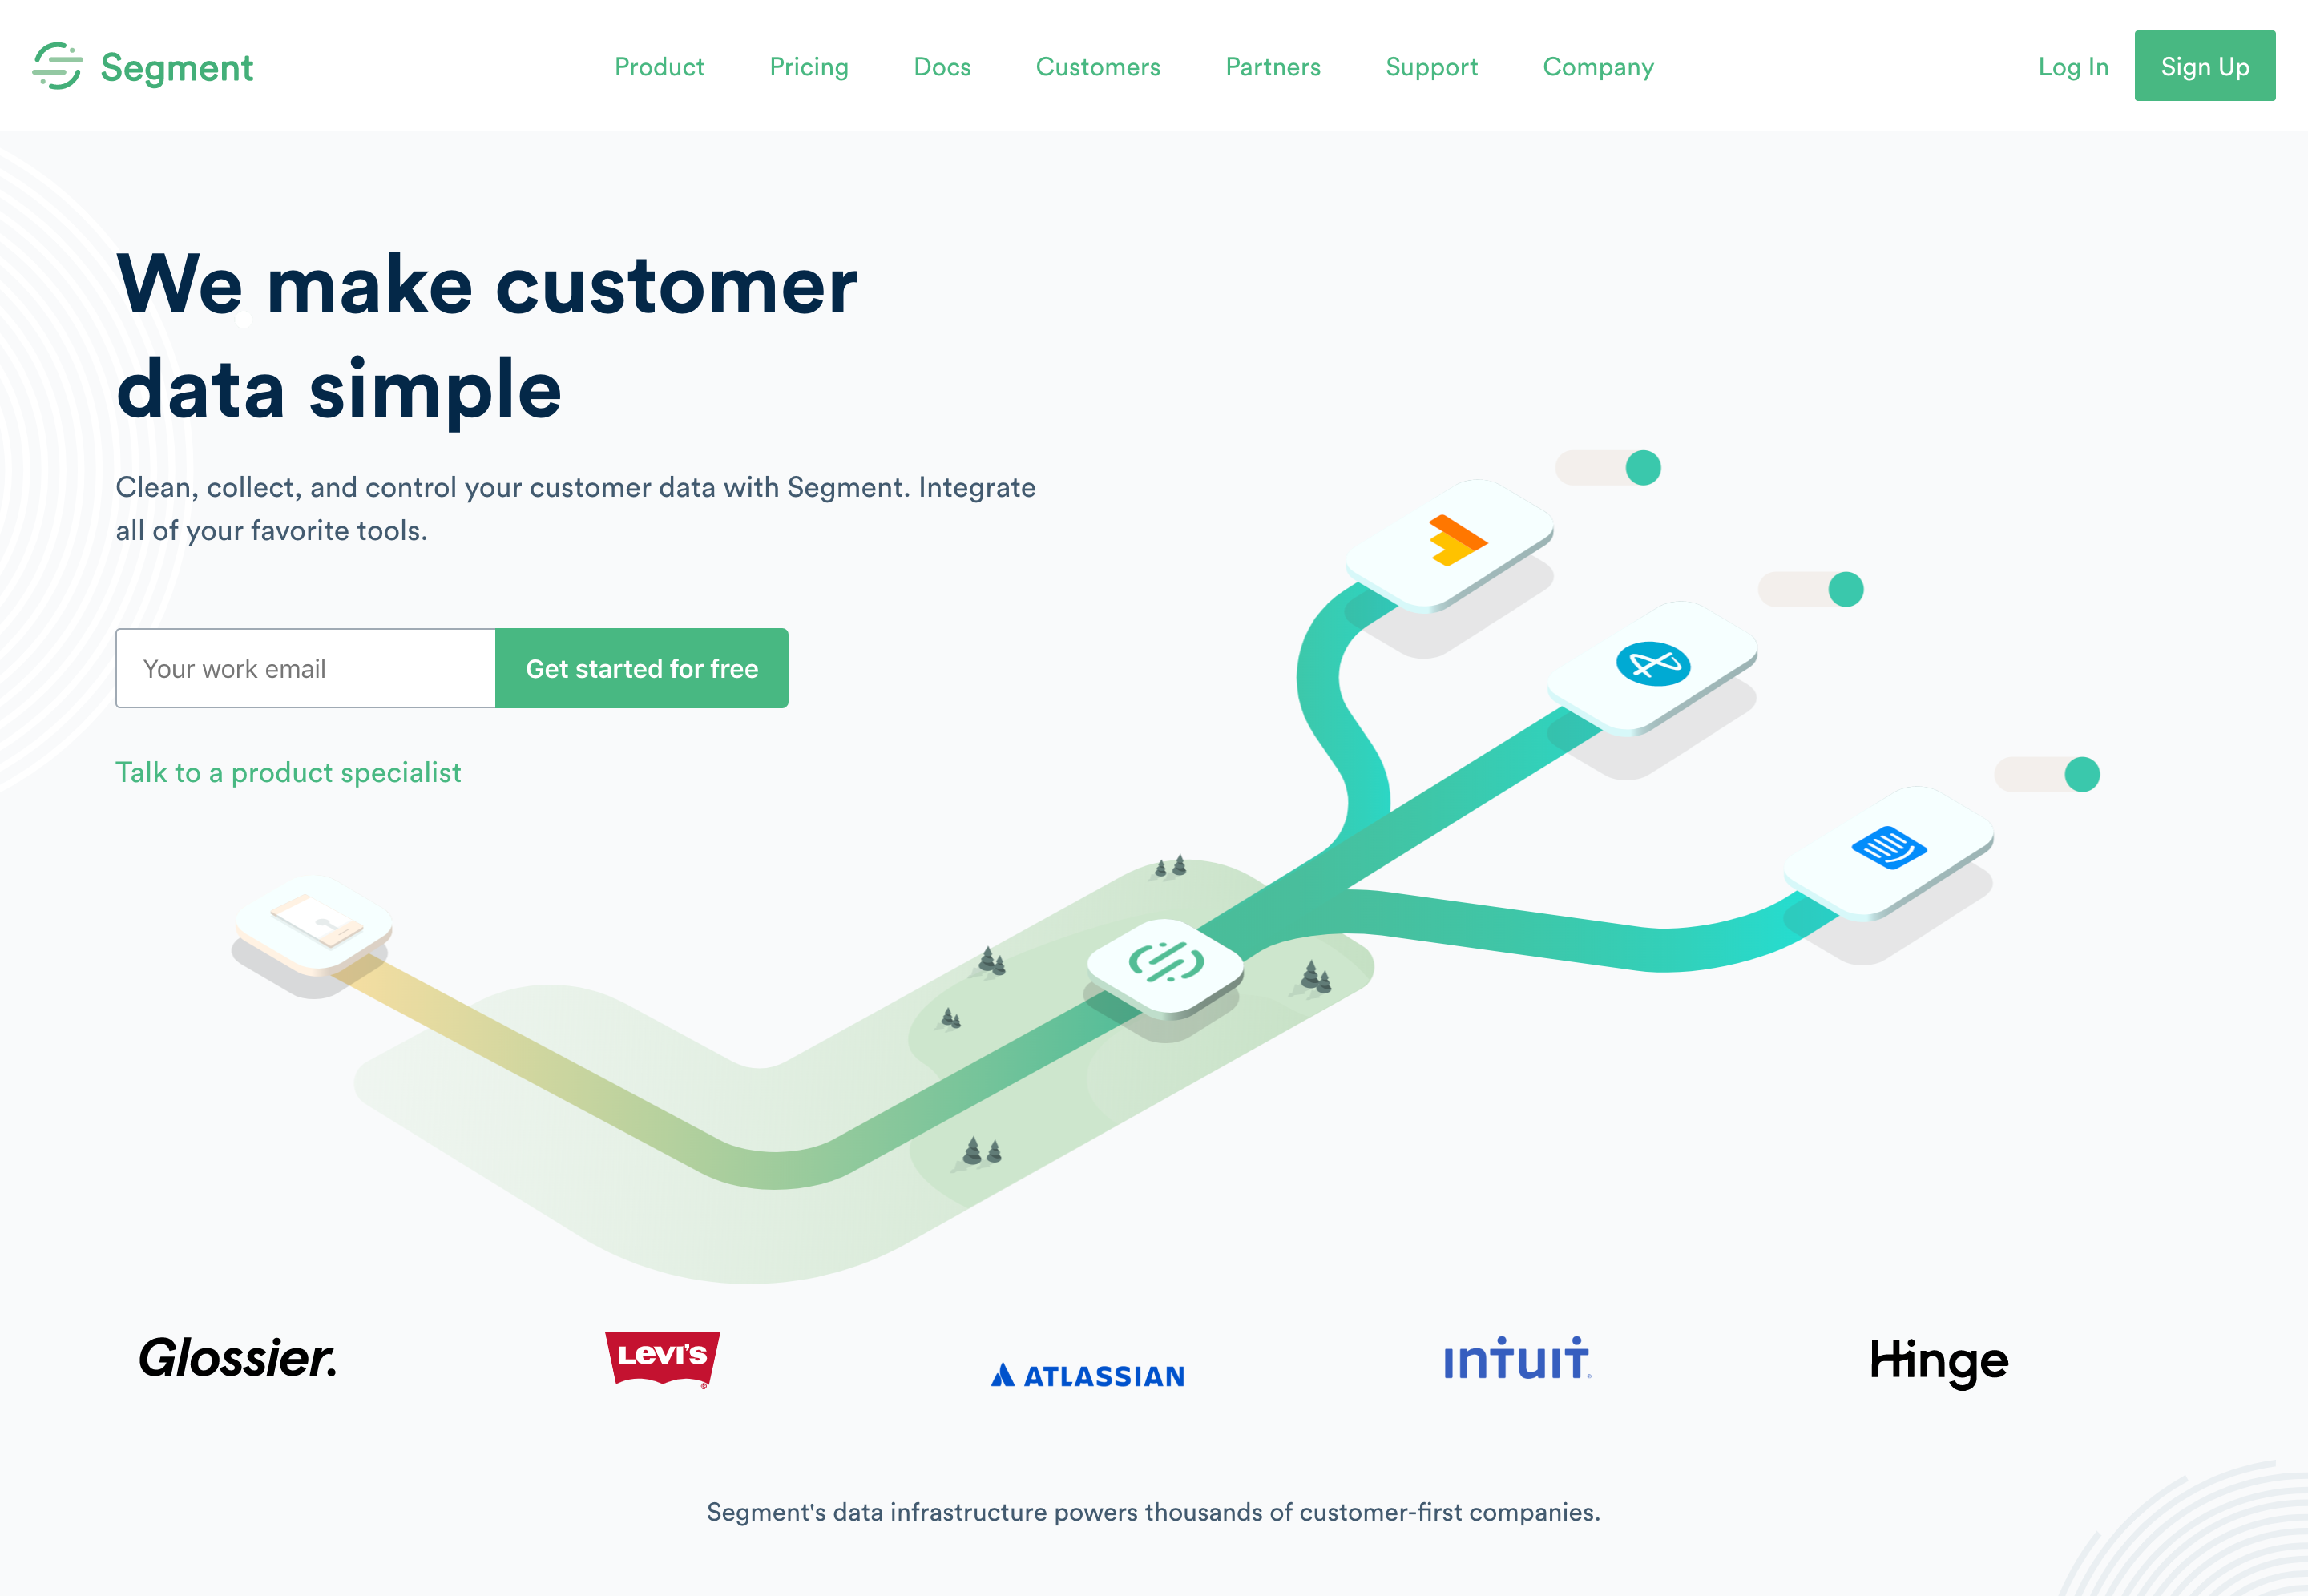 Segment
Product
Pricing
Docs
Customers
Partners
Support
Company
Log In
Sign Up
We make customer
data simple
Clean, collect, and control your customer data with Segment. Integrate
all of your favorite tools.
Your work email
Get started for free
Talk to a product specialist
Glossier.
LEVI'S
®
ATLASSIAN
intuit
Hinge
Segment's data infrastructure powers thousands of customer-first companies.